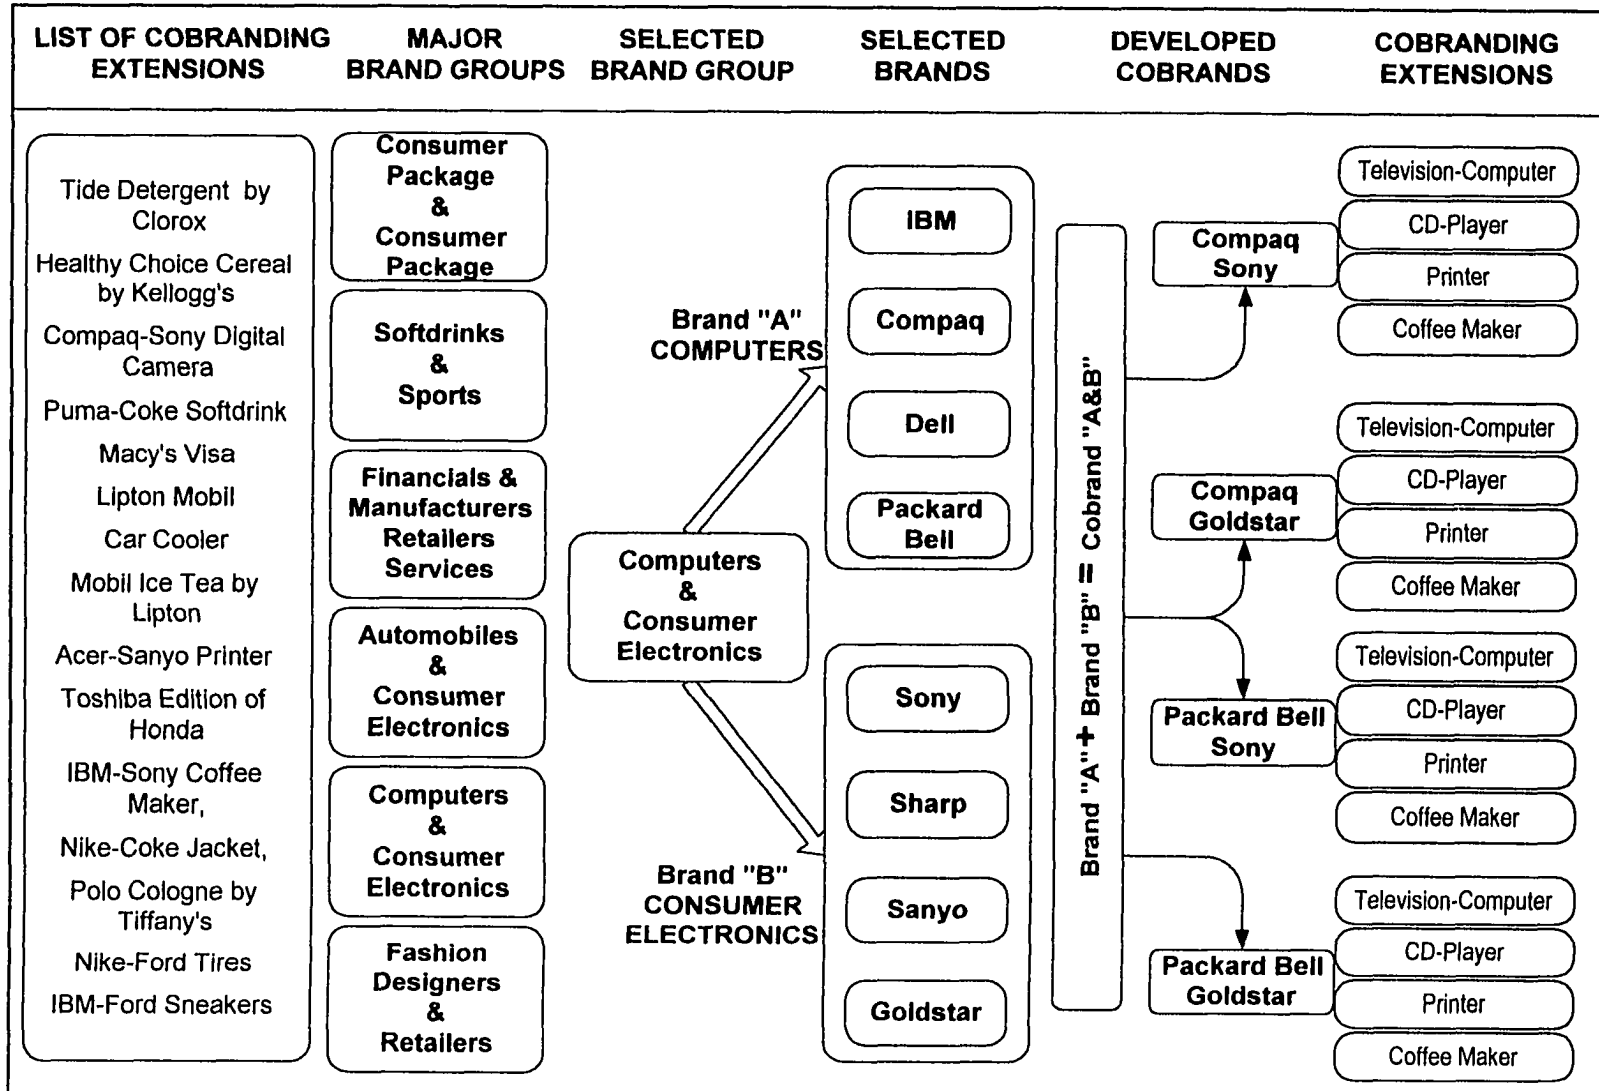 LIST OF COBRANDING
EXTENSIONS
MAJOR
BRAND GROUPS
SELECTED
BRAND GROUP
SELECTED
BRANDS
DEVELOPED
COBRANDS
COBRANDING
EXTENSIONS
Tide Detergent by
Clorox
Healthy Choice Cereal
by Kellogg's
Compaq-Sony Digital
Camera
Puma-Coke Softdrink
Macy's Visa
Lipton Mobil
Car Cooler
Mobil Ice Tea by
Lipton
Acer-Sanyo Printer
Toshiba Edition of
Honda
IBM-Sony Coffee
Maker,
Nike-Coke Jacket,
Polo Cologne by
Tiffany's
Nike-Ford Tires
IBM-Ford Sneakers
Consumer
Package
&
Consumer
Package
Softdrinks
&
Sports
Financials &
Manufacturers
Retailers
Services
Automobiles
&
Consumer
Electronics
Computers
&
Consumer
Electronics
Fashion
Designers
&
Retailers
Computers
&
Consumer
Electronics
Brand "A"
COMPUTERS
Brand "B"
CONSUMER
ELECTRONICS
IBM
Compaq
Dell
Packard
Bell
Sony
Sharp
Sanyo
Goldstar
Brand "A" + Brand "B" = Cobrand "A&B"
Compaq
Sony
Compaq
Goldstar
Packard Bell
Sony
Packard Bell
Goldstar
Television-Computer
CD-Player
Printer
Coffee Maker
Television-Computer
CD-Player
Printer
Coffee Maker
Television-Computer
CD-Player
Printer
Coffee Maker
Television-Computer
CD-Player
Printer
Coffee Maker